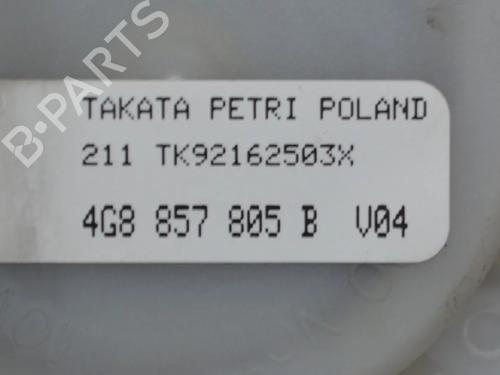 B-PARTS
TAKATA PETRI POLAND
211 TK92162503X
4G8 857 805 B V04